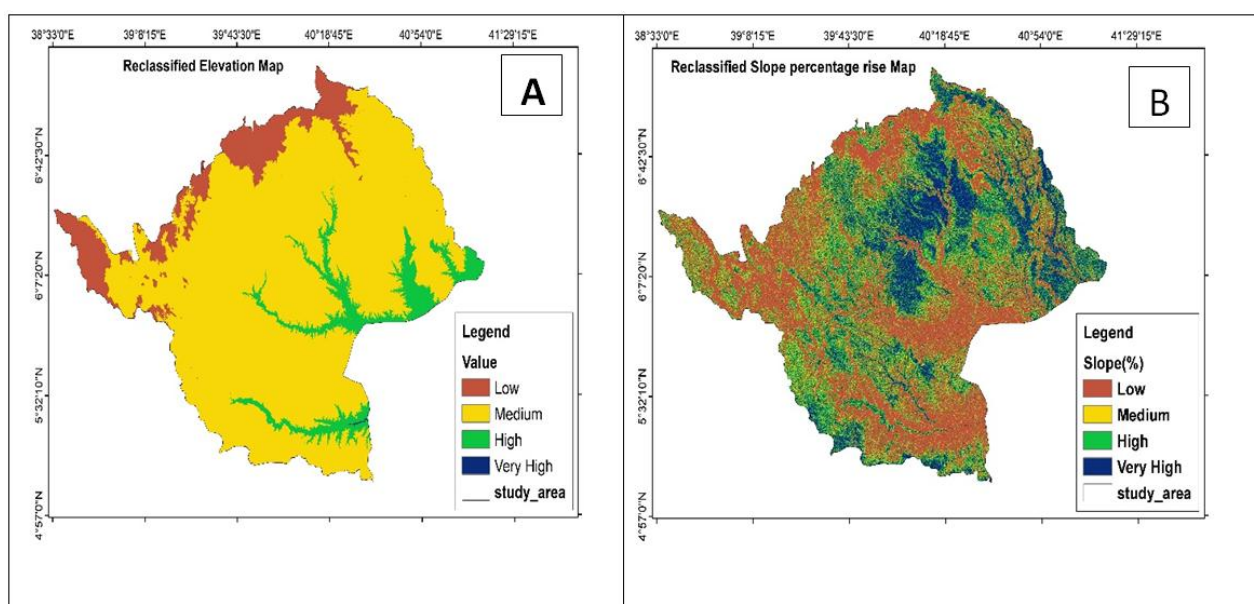 38°33'0"E 39°8'15"E 39°43'30"E 40°18'45"E 40°54'0"E 41°29'15"E
Reclassified Elevation Map
A
6°42'30"N
6°7'20"N
5°32'10"N
4°57'0"N
Legend
Value
Low
Medium
High
Very High
study_area
38°33'0"E 39°8'15"E 39°43'30"E 40°18'45"E 40°54'0"E 41°29'15"E
Reclassified Slope percentage rise Map
B
6°42'30"N
6°7'20"N
5°32'10"N
4°57'0"N
Legend
Slope(%)
Low
Medium
High
Very High
study_area